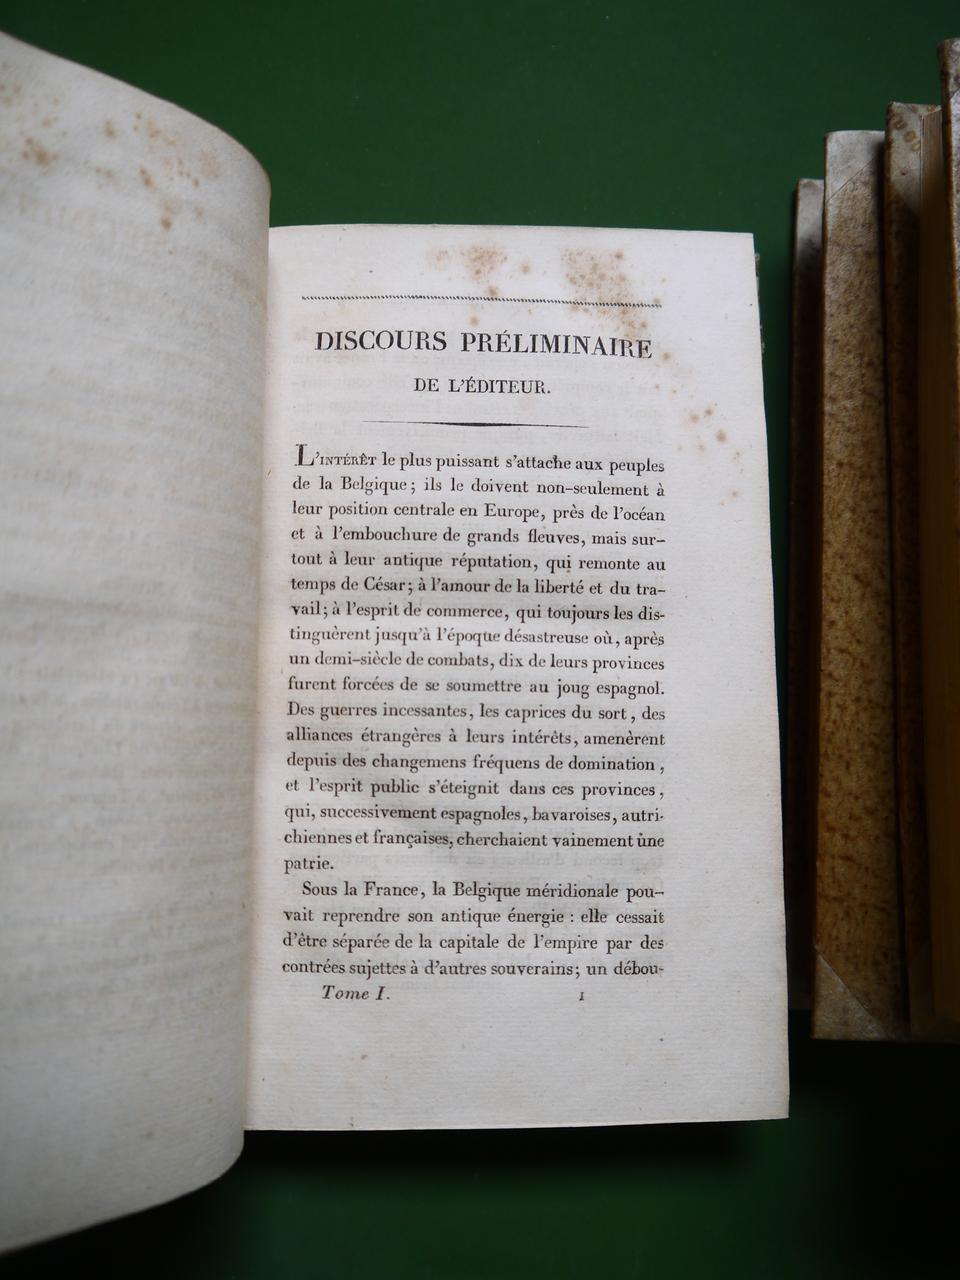 DISCOURS PRÉLIMINAIRE
DE L'ÉDITEUR.
L'INTÉRÊT le plus puissant s'attache aux peuples
de la Belgique; ils le doivent non-seulement à
leur position centrale en Europe, près de l'océan
et à l'embouchure de grands fleuves, mais sur-
tout à leur antique réputation, qui remonte au
temps de César; à l'amour de la liberté et du tra-
vail; à l'esprit de commerce, qui toujours les dis-
tinguèrent jusqu'à l'époque désastreuse où, après
un demi-siècle de combats, dix de leurs provinces
furent forcées de se soumettre au joug espagnol.
Des guerres incessantes, les caprices du sort, des
alliances étrangères à leurs intérêts, amenèrent
depuis des changemens fréquens de domination,
et l'esprit public s'éteignit dans ces provinces,
qui, successivement espagnoles, bavaroises, autri-
chiennes et françaises, cherchaient vainement une
patrie.
Sous la France, la Belgique méridionale pou-
vait reprendre son antique énergie : elle cessait
d'être séparée de la capitale de l'empire par des
contrées sujettes à d'autres souverains; un débou-
Tome I. 1